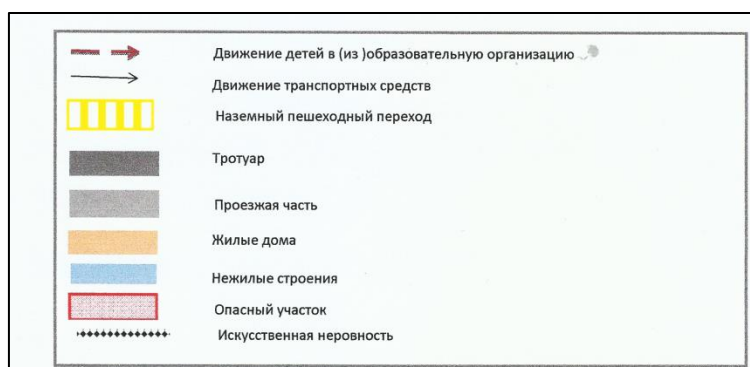 Движение детей в (из )образовательную организацию
Движение транспортных средств
Наземный пешеходный переход
Тротуар
Проезжая часть
Жилые дома
Нежилые строения
Опасный участок
Искусственная неровность